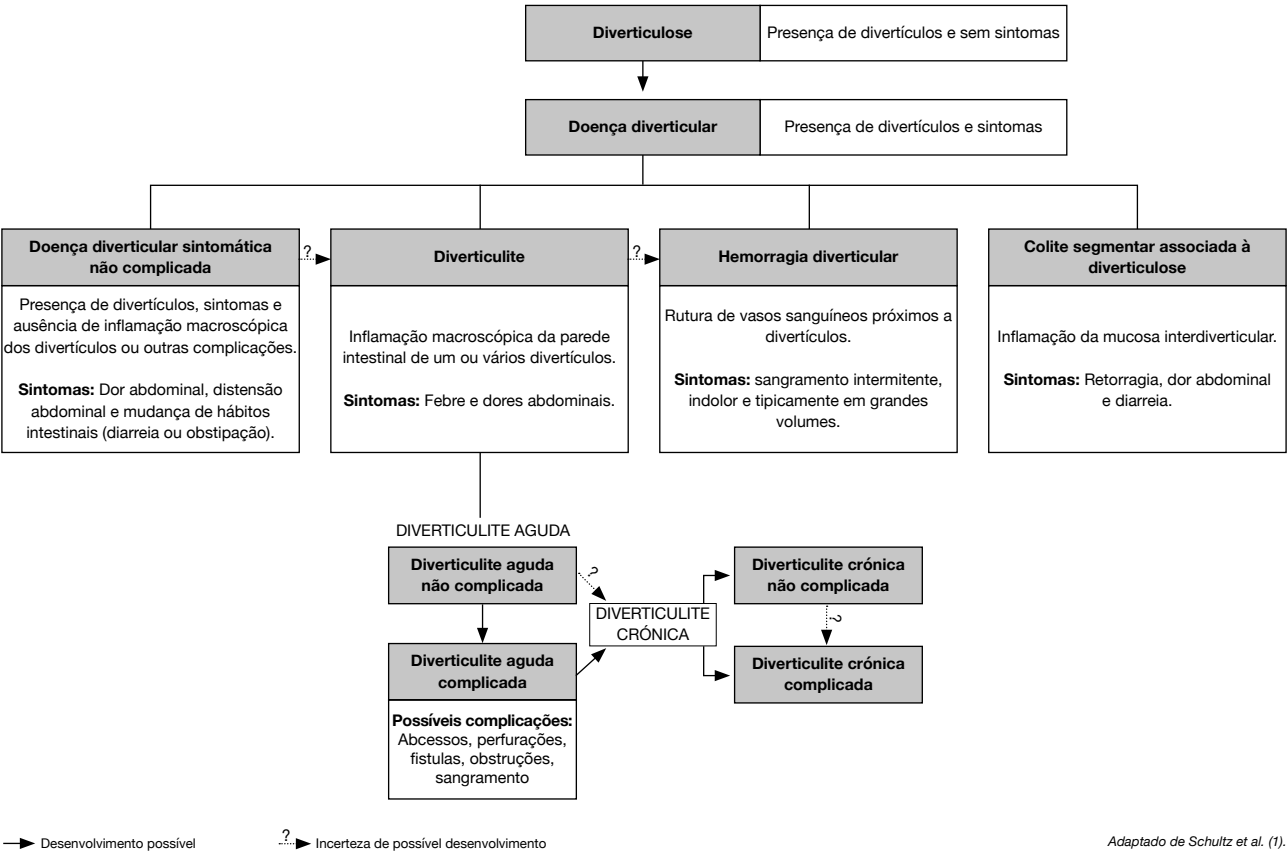 Diverticulose
Presença de divertículos e sem sintomas
Doença diverticular
Presença de divertículos e sintomas
Doença diverticular sintomática
não complicada
Presença de divertículos, sintomas e
ausência de inflamação macroscópica
dos divertículos ou outras complicações.
Sintomas: Dor abdominal, distensão
abdominal e mudança de hábitos
intestinais (diarreia ou obstipação).
?
Diverticulite
Inflamação macroscópica da parede
intestinal de um ou vários divertículos.
Sintomas: Febre e dores abdominais.
?
Hemorragia diverticular
Rutura de vasos sanguíneos próximos a
divertículos.
Sintomas: sangramento intermitente,
indolor e tipicamente em grandes
volumes.
Colite segmentar associada à
diverticulose
Inflamação da mucosa interdiverticular.
Sintomas: Retorragia, dor abdominal
e diarreia.
DIVERTICULITE AGUDA
Diverticulite aguda
não complicada
?
Diverticulite aguda
complicada
Possíveis complicações:
Abcessos, perfurações,
fistulas, obstruções,
sangramento
DIVERTICULITE
CRÓNICA
Diverticulite crónica
não complicada
?
Diverticulite crónica
complicada
Desenvolvimento possível
? Incerteza de possível desenvolvimento
Adaptado de Schultz et al. (1).